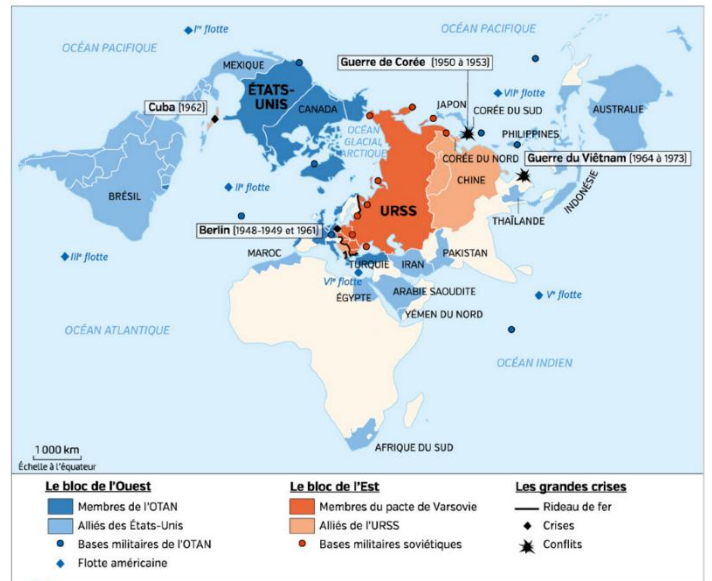 Iʳᵉ flotte
OCÉAN PACIFIQUE
OCÉAN PACIFIQUE
Guerre de Corée (1950 à 1953)
MEXIQUE
ÉTATS-
UNIS
CANADA
Cuba (1962)
JAPON
VIIᵉ flotte
CORÉE DU SUD
AUSTRALIE
OCÉAN
GLACIAL
ARCTIQUE
PHILIPPINES
CORÉE DU NORD
Guerre du Viêtnam (1964 à 1973)
CHINE
INDONÉSIE
BRÉSIL
IIᵉ flotte
URSS
THAÏLANDE
Berlin (1948-1949 et 1961)
IIIᵉ flotte
MAROC
TURQUIE
IRAN
PAKISTAN
VIᵉ flotte
ÉGYPTE
ARABIE SAOUDITE
Vᵉ flotte
YÉMEN DU NORD
OCÉAN ATLANTIQUE
OCÉAN INDIEN
AFRIQUE DU SUD
1 000 km
Échelle à l'équateur
Le bloc de l'Ouest
Membres de l'OTAN
Alliés des États-Unis
Bases militaires de l'OTAN
Flotte américaine
Le bloc de l'Est
Membres du pacte de Varsovie
Alliés de l'URSS
Bases militaires soviétiques
Les grandes crises
Rideau de fer
Crises
Conflits